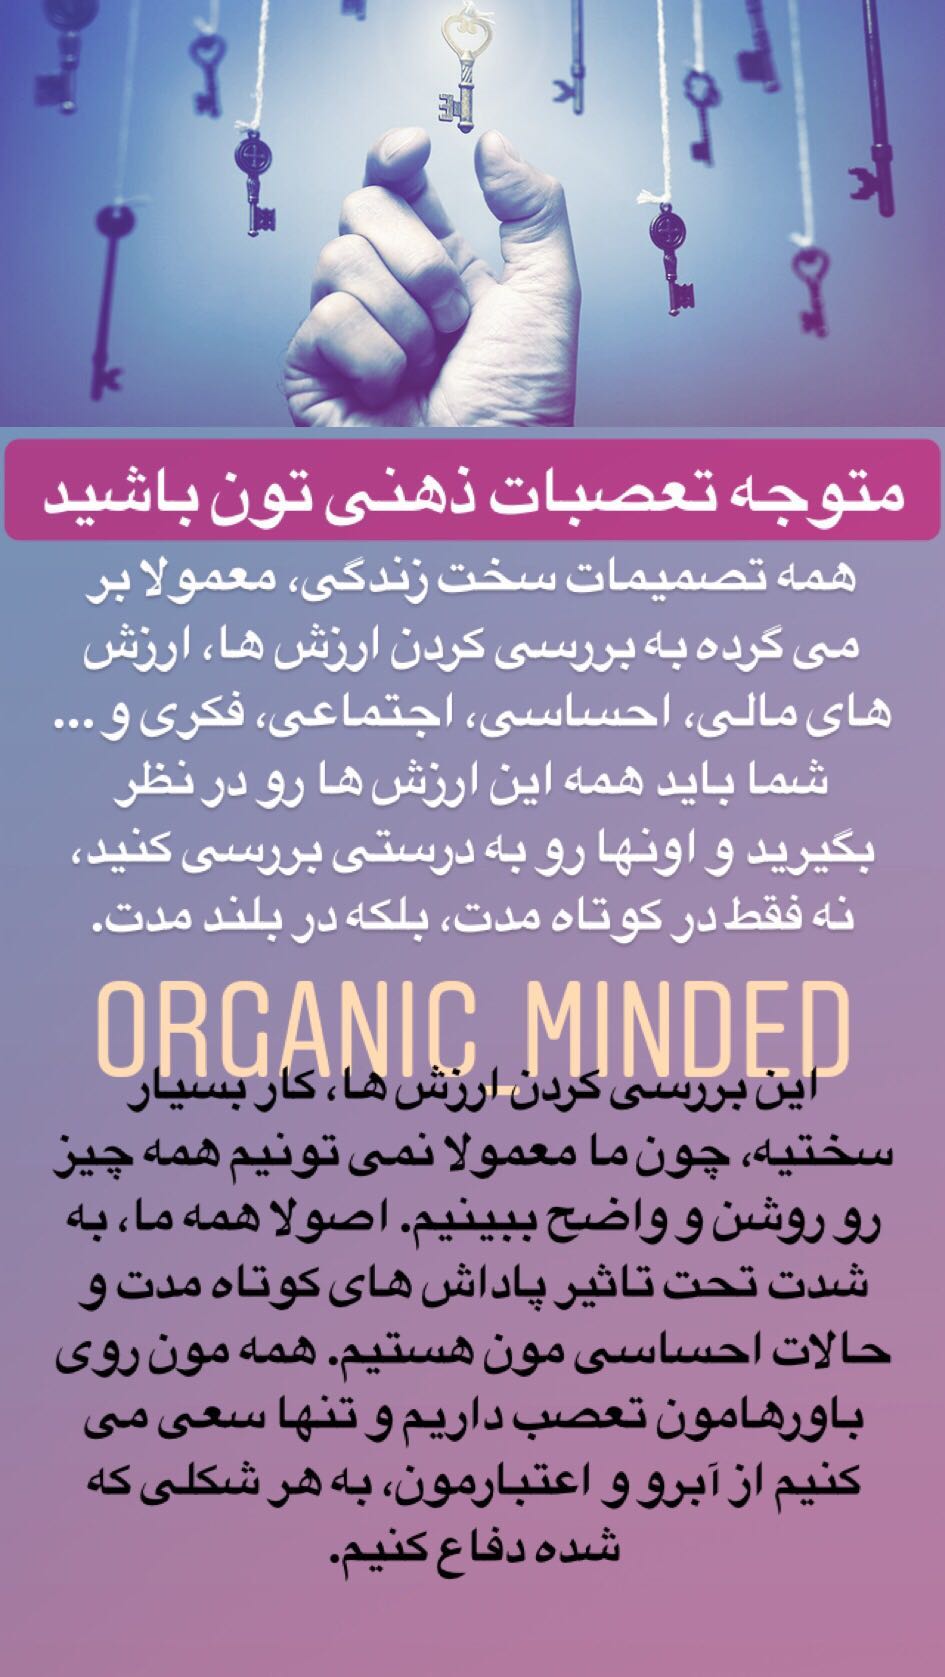 متوجه تعصبات ذهنی تون باشید
همه تصمیمات سخت زندگی، معمولا بر
می گرده به بررسی کردن ارزش ها، ارزش
های مالی، احساسی، اجتماعی، فکری و ...
شما باید همه این ارزش ها رو در نظر
بگیرید و اونها رو به درستی بررسی کنید،
نه فقط در کوتاه مدت، بلکه در بلند مدت.
ORGANIC_MINDED
این بررسی کردن ارزش ها، کار بسیار
سختیه، چون ما معمولا نمی تونیم همه چیز
رو روشن و واضح ببینیم. اصولا همه ما، به
شدت تحت تاثیر پاداش های کوتاه مدت و
حالات احساسی مون هستیم. همه مون روی
باورهامون تعصب داریم و تنها سعی می
کنیم از آبرو و اعتبارمون، به هر شکلی که
شده دفاع کنیم.